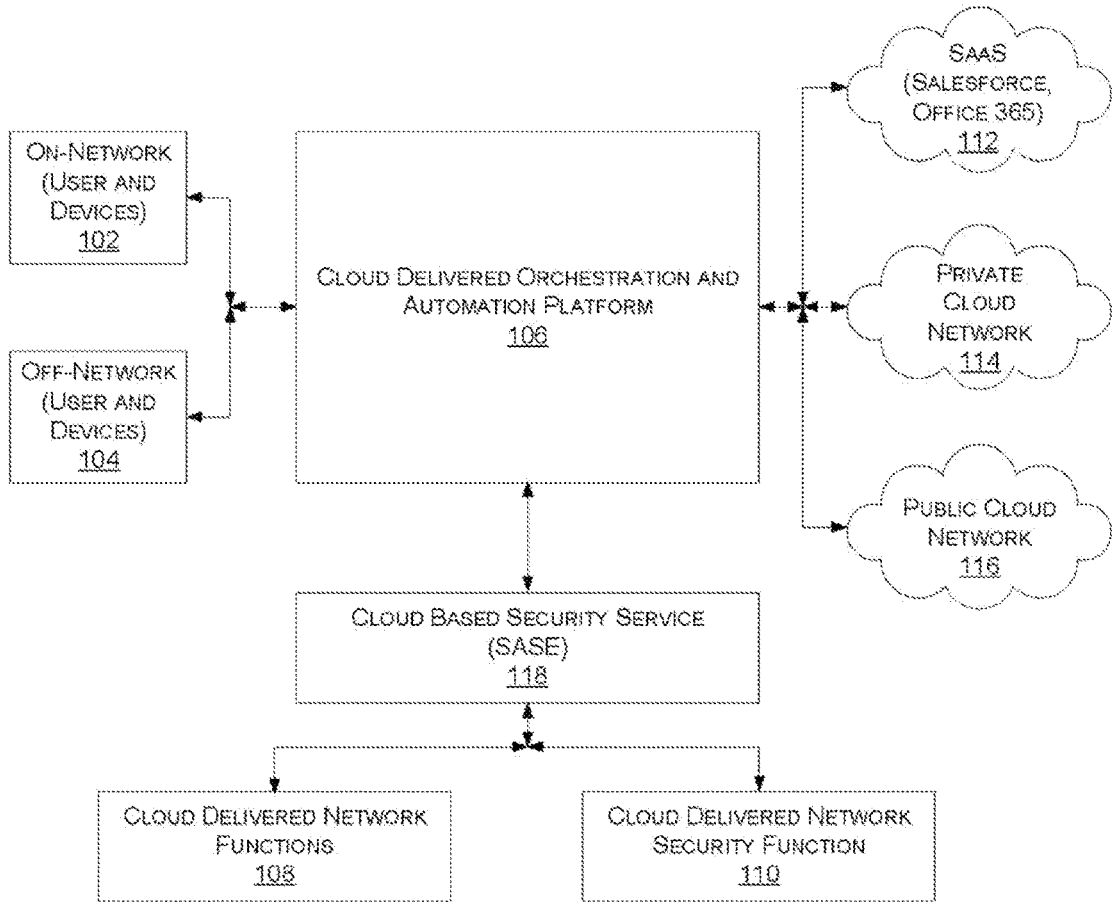 SaaS
(Salesforce,
Office 365)
112
On-Network
(User and
Devices)
102
Cloud Delivered Orchestration and
Automation Platform
106
Private
Cloud
Network
114
Off-Network
(User and
Devices)
104
Public Cloud
Network
116
Cloud Based Security Service
(SASE)
118
Cloud Delivered Network
Functions
108
Cloud Delivered Network
Security Function
110